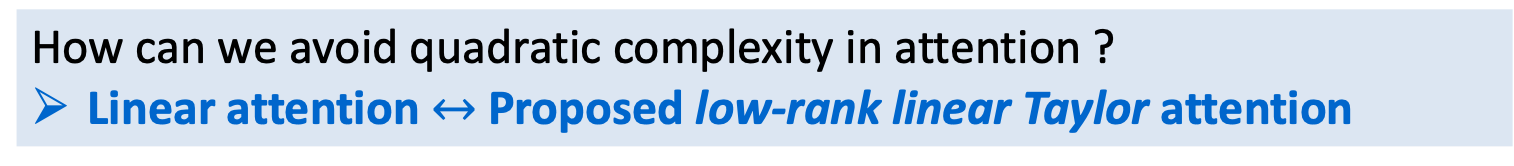 How can we avoid quadratic complexity in attention ?
➢ Linear attention ↔ Proposed low-rank linear Taylor attention